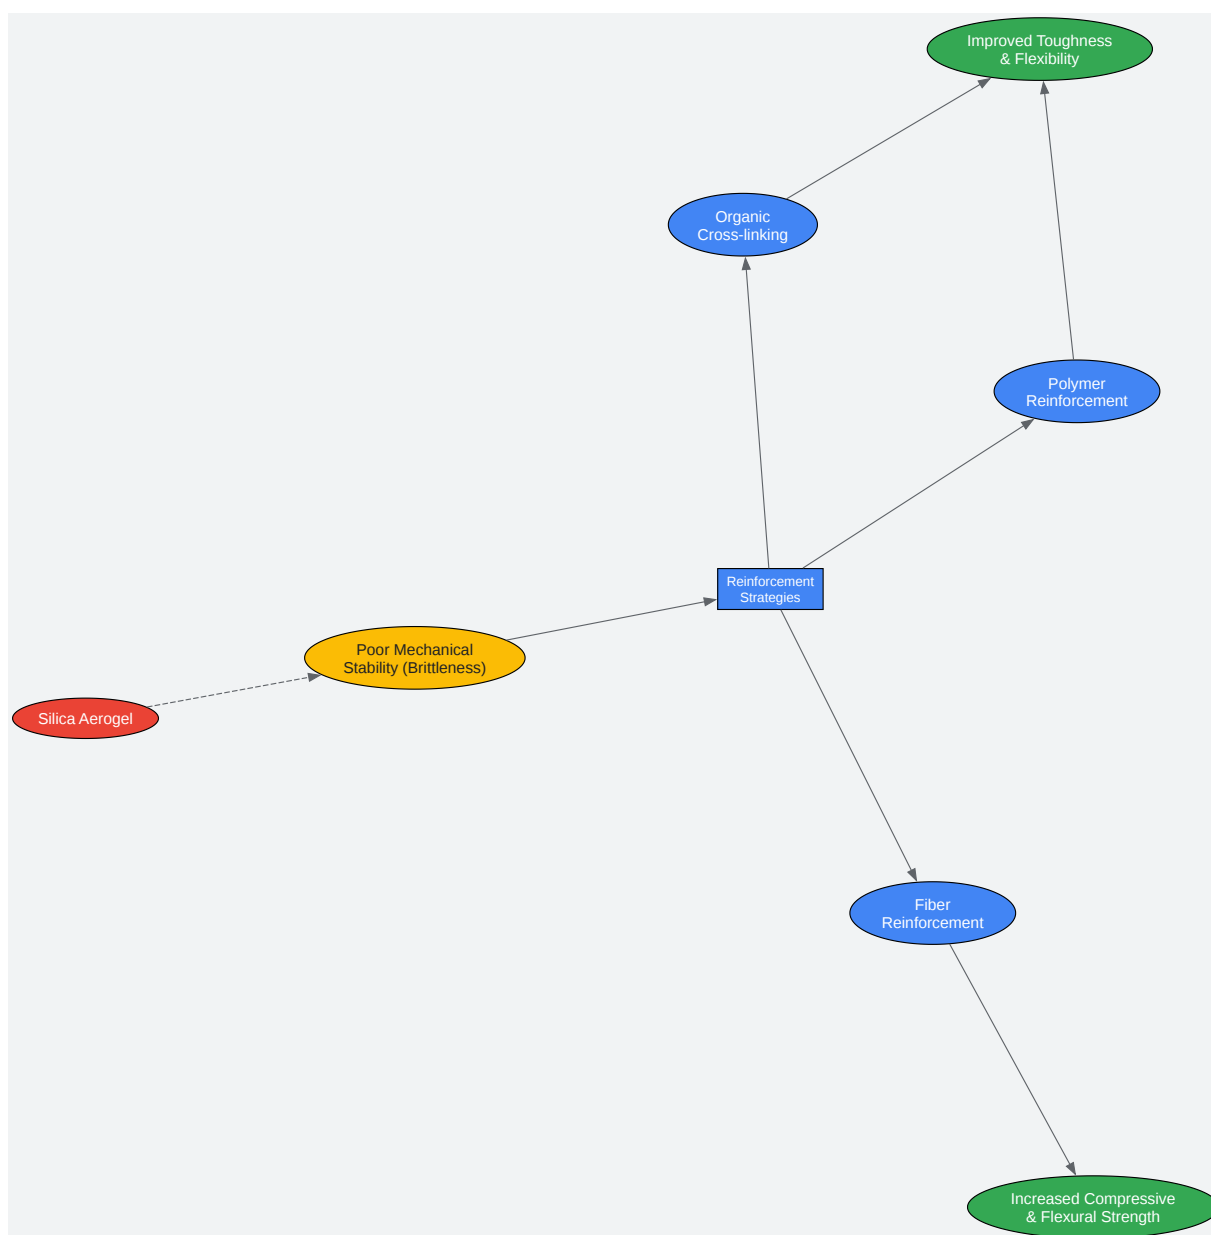 Improved Toughness
& Flexibility
Organic
Cross-linking
Polymer
Reinforcement
Reinforcement
Strategies
Poor Mechanical
Stability (Brittleness)
Silica Aerogel
Fiber
Reinforcement
Increased Compressive
& Flexural Strength